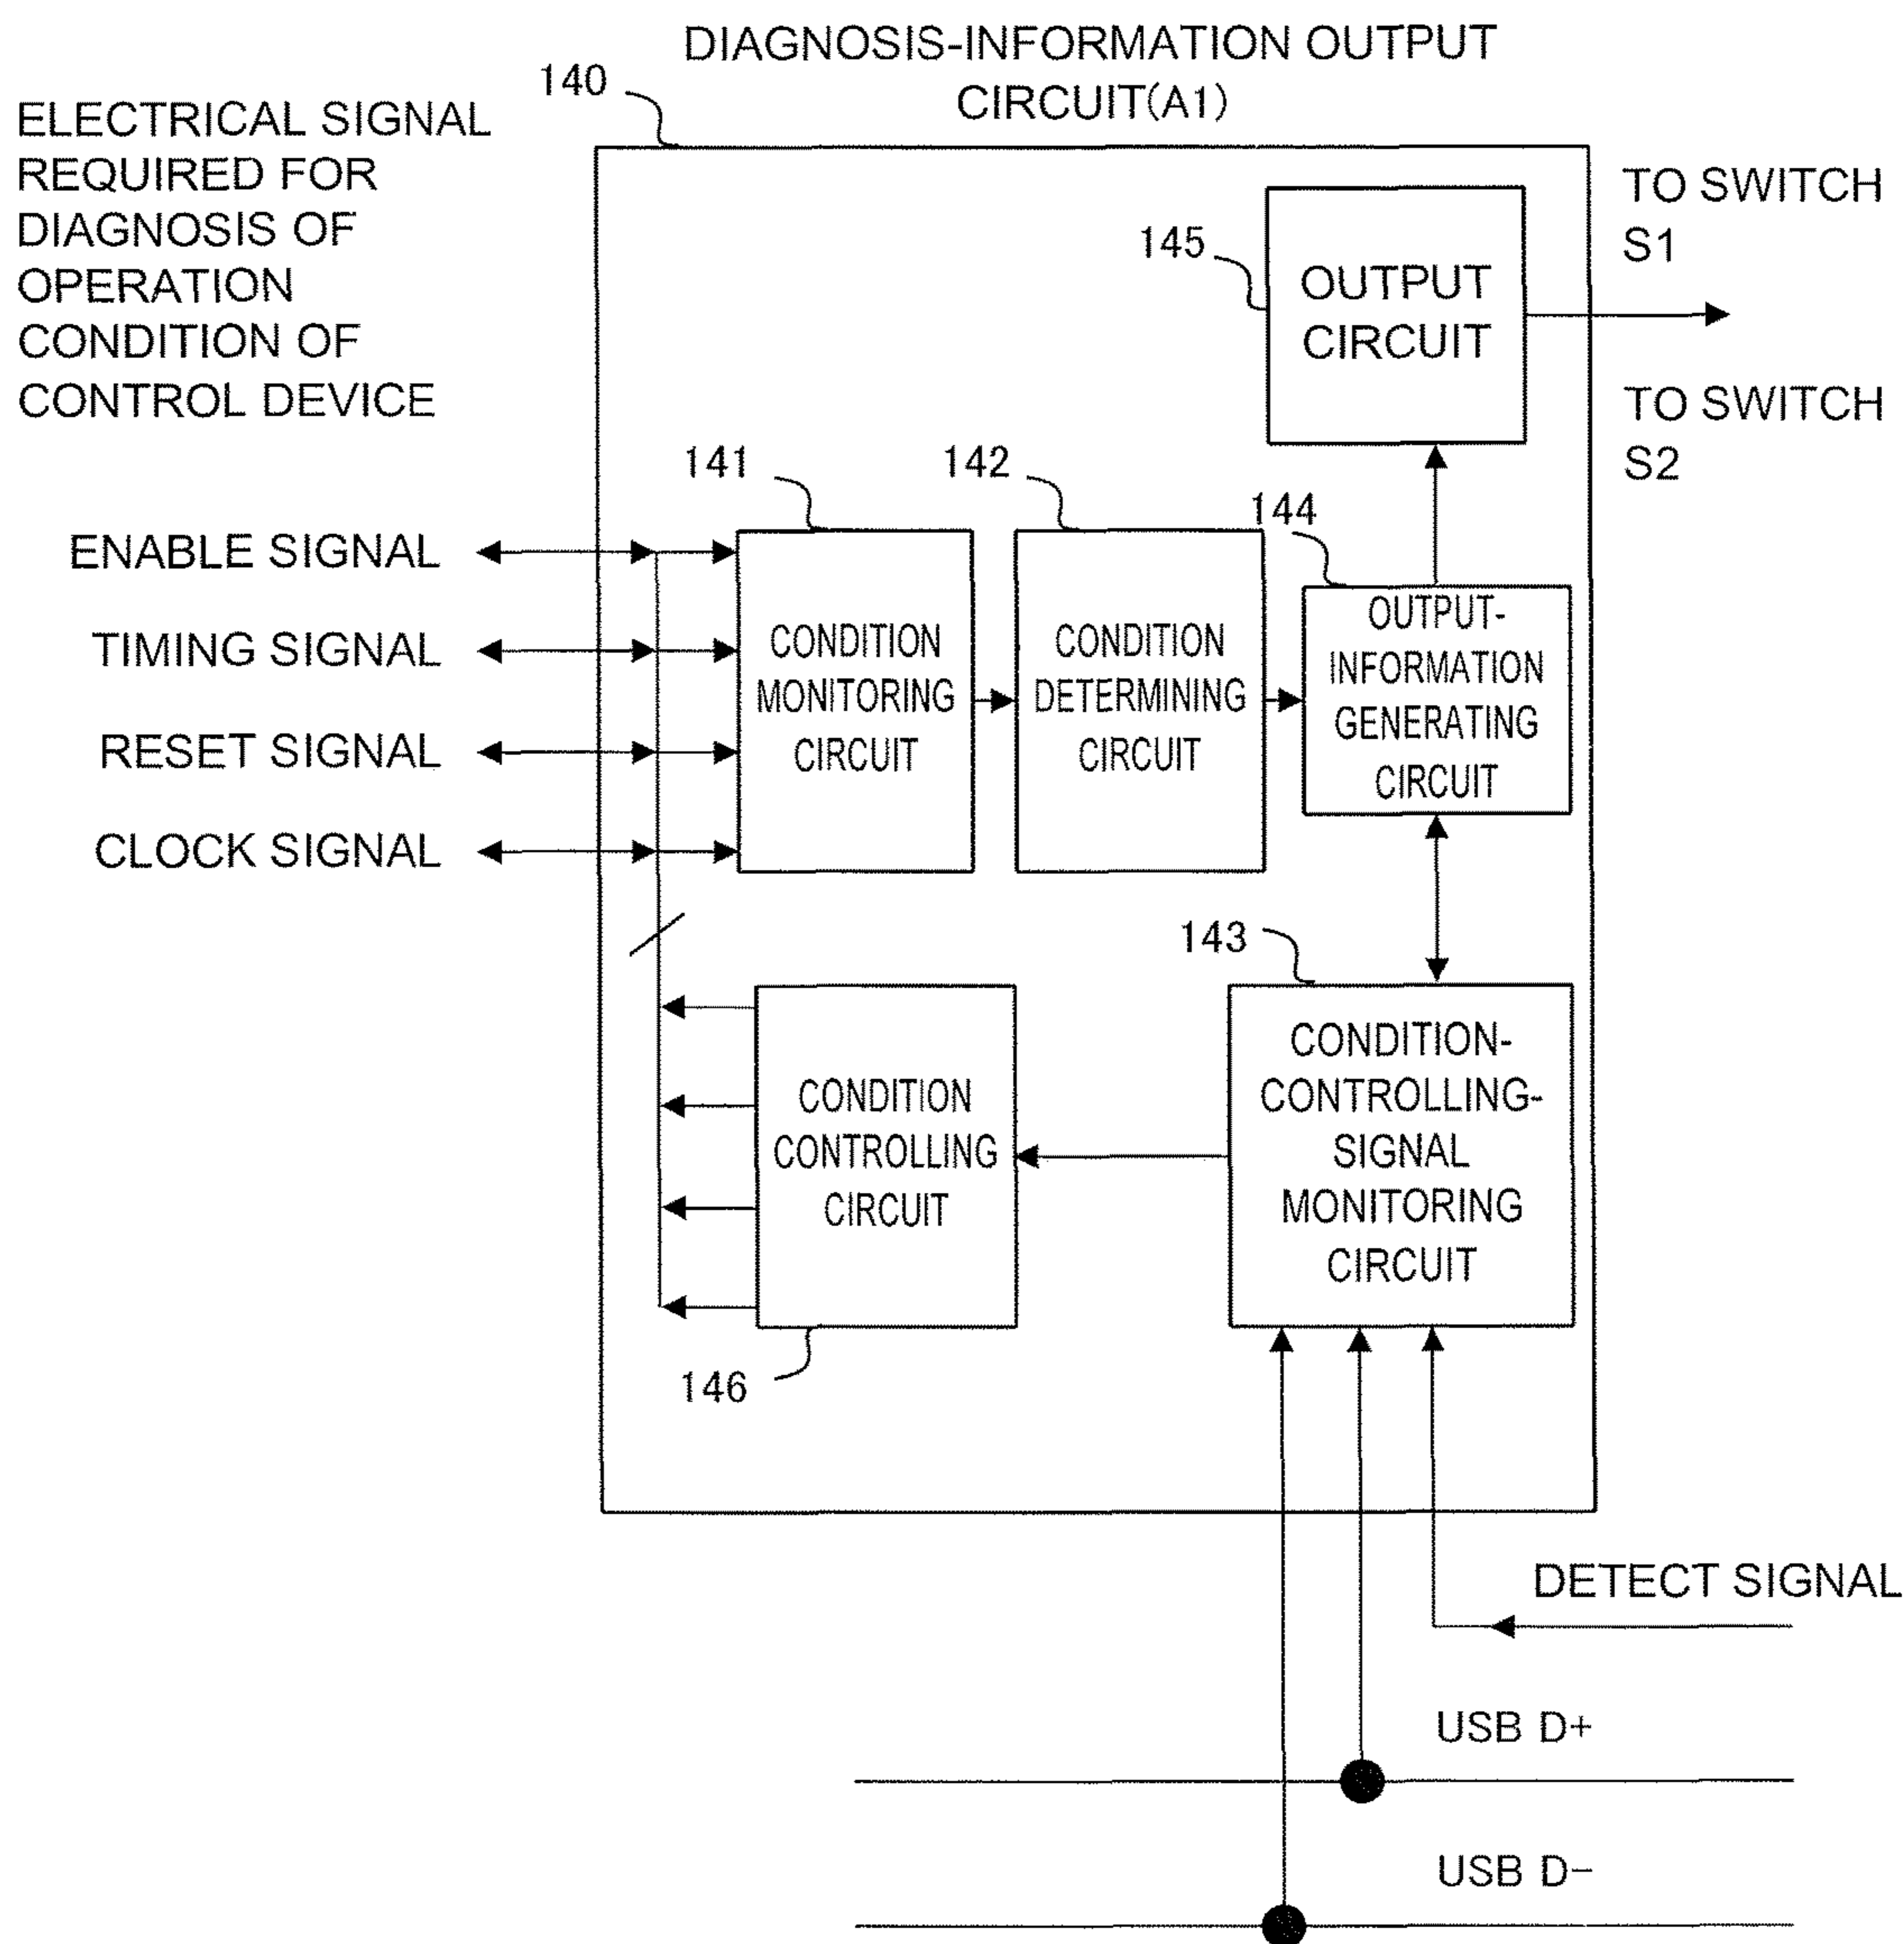 DIAGNOSIS-INFORMATION OUTPUT
CIRCUIT(A1)
140
ELECTRICAL SIGNAL
REQUIRED FOR
DIAGNOSIS OF
OPERATION
CONDITION OF
CONTROL DEVICE
TO SWITCH
S1
145
OUTPUT
CIRCUIT
TO SWITCH
S2
141
142
144
ENABLE SIGNAL
TIMING SIGNAL
RESET SIGNAL
CLOCK SIGNAL
CONDITION
MONITORING
CIRCUIT
CONDITION
DETERMINING
CIRCUIT
OUTPUT-
INFORMATION
GENERATING
CIRCUIT
143
CONDITION
CONTROLLING
CIRCUIT
CONDITION-
CONTROLLING-
SIGNAL
MONITORING
CIRCUIT
146
DETECT SIGNAL
USB D+
USB D−